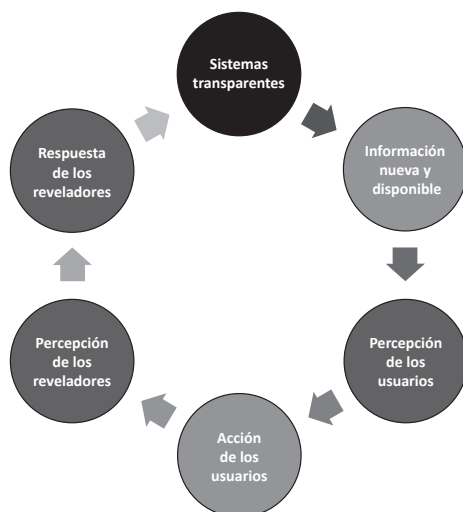 Sistemas
transparentes
Información
nueva y
disponible
Percepción
de los
usuarios
Acción
de los
usuarios
Percepción
de los
reveladores
Respuesta
de los
reveladores